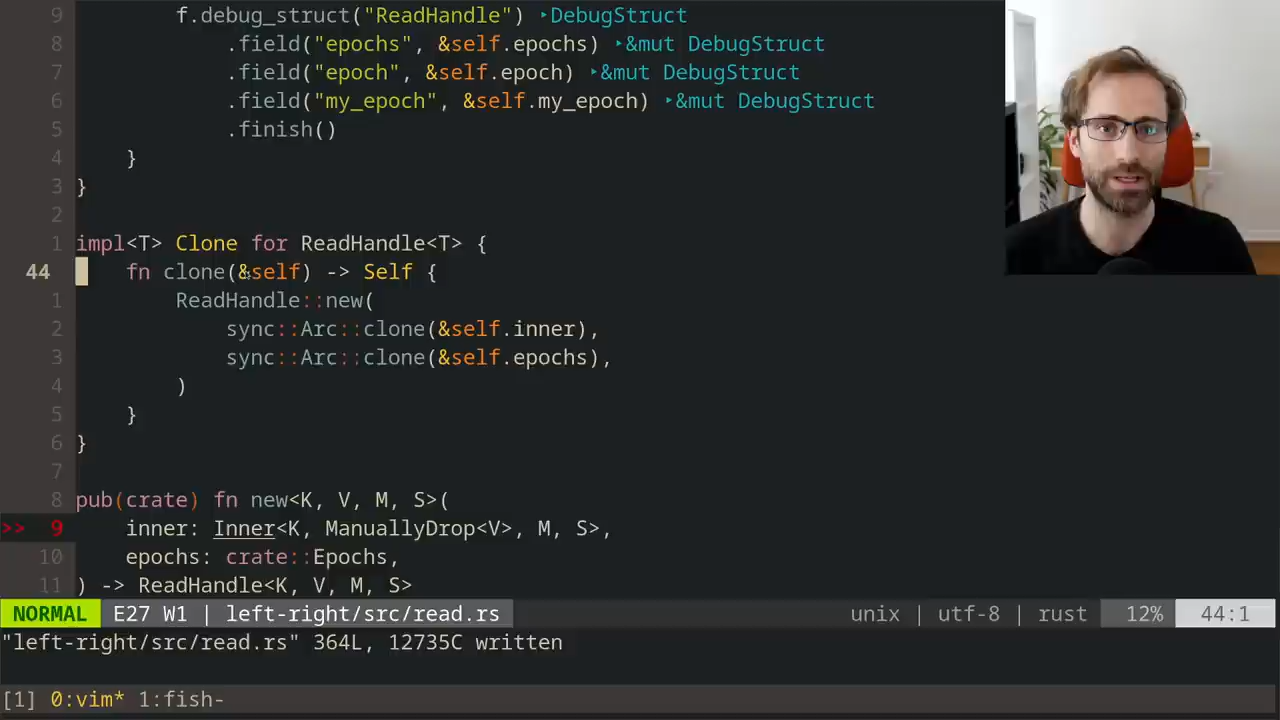 9         f.debug_struct("ReadHandle") ‣DebugStruct
8             .field("epochs", &self.epochs) ‣&mut DebugStruct
7             .field("epoch", &self.epoch) ‣&mut DebugStruct
6             .field("my_epoch", &self.my_epoch) ‣&mut DebugStruct
5             .finish()
4     }
3 }
2
1 impl<T> Clone for ReadHandle<T> {
44     fn clone(&self) -> Self {
1         ReadHandle::new(
2             sync::Arc::clone(&self.inner),
3             sync::Arc::clone(&self.epochs),
4         )
5     }
6 }
7
8 pub(crate) fn new<K, V, M, S>(
>> 9     inner: Inner<K, ManuallyDrop<V>, M, S>,
10     epochs: crate::Epochs,
11 ) -> ReadHandle<K, V, M, S>
NORMAL E27 W1 | left-right/src/read.rs unix | utf-8 | rust 12% 44:1
"left-right/src/read.rs" 364L, 12735C written
[1] 0:vim* 1:fish-